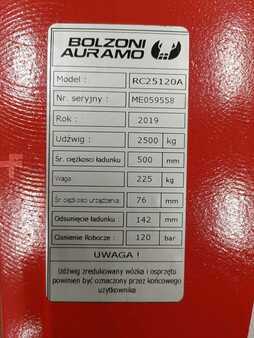 BOLZONI
AURAMO
Model : RC25120A
Nr. seryjny : ME059558
Rok : 2019
Udźwig : 2500 kg
Śr. ciężkości ładunku 500 mm
Waga 225 kg
Śr ciężkości urządzenia 76 mm
Odsunięcie ładunku 142 mm
Ciśnienie Robocze : 120 bar
UWAGA !
Udźwig zredukowany wózka i osprzętu
powinien być oznaczony przez końcowego
użytkownika